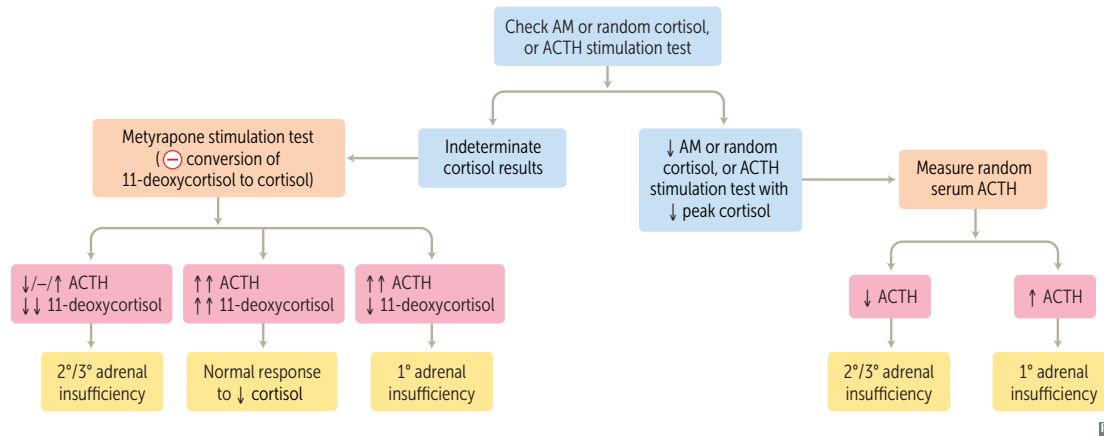 Check AM or random cortisol,
or ACTH stimulation test
Metyrapone stimulation test
( − conversion of
11-deoxycortisol to cortisol)
Indeterminate
cortisol results
↓ AM or random
cortisol, or ACTH
stimulation test with
↓ peak cortisol
Measure random
serum ACTH
↓/−/↑ ACTH
↓↓ 11-deoxycortisol
↑↑ ACTH
↑↑ 11-deoxycortisol
↑↑ ACTH
↓ 11-deoxycortisol
↓ ACTH
↑ ACTH
2°/3° adrenal
insufficiency
Normal response
to ↓ cortisol
1° adrenal
insufficiency
2°/3° adrenal
insufficiency
1° adrenal
insufficiency